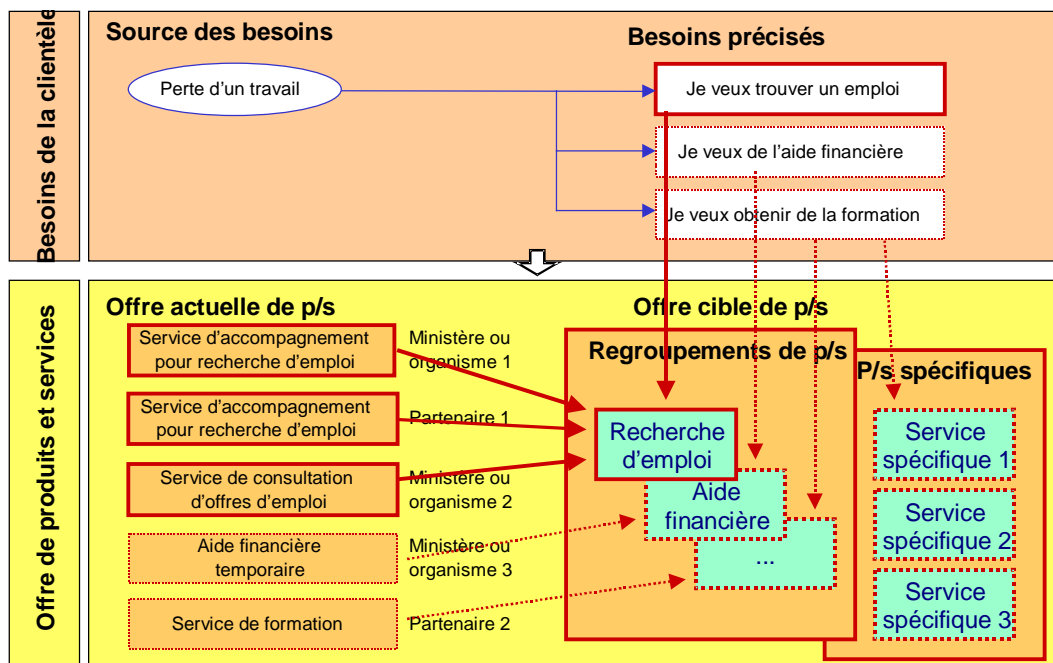 Besoins de la clientèle
Source des besoins
Besoins précisés
Perte d'un travail
Je veux trouver un emploi
Je veux de l'aide financière
Je veux obtenir de la formation
Offre de produits et services
Offre actuelle de p/s
Offre cible de p/s
Service d'accompagnement
pour recherche d'emploi
Ministère ou
organisme 1
Service d'accompagnement
pour recherche d'emploi
Partenaire 1
Service de consultation
d'offres d'emploi
Ministère ou
organisme 2
Aide financière
temporaire
Ministère ou
organisme 3
Service de formation
Partenaire 2
Regroupements de p/s
Recherche
d'emploi
Aide
financière
...
P/s spécifiques
Service
spécifique 1
Service
spécifique 2
Service
spécifique 3